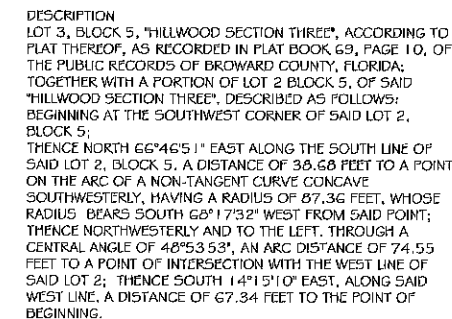 DESCRIPTION
LOT 3, BLOCK 5, "HILLWOOD SECTION THREE", ACCORDING TO
PLAT THEREOF, AS RECORDED IN PLAT BOOK 69, PAGE 10, OF
THE PUBLIC RECORDS OF BROWARD COUNTY, FLORIDA;
TOGETHER WITH A PORTION OF LOT 2 BLOCK 5, OF SAID
"HILLWOOD SECTION THREE", DESCRIBED AS FOLLOWS:
BEGINNING AT THE SOUTHWEST CORNER OF SAID LOT 2,
BLOCK 5;
THENCE NORTH 66°46'51" EAST ALONG THE SOUTH LINE OF
SAID LOT 2, BLOCK 5, A DISTANCE OF 38.68 FEET TO A POINT
ON THE ARC OF A NON-TANGENT CURVE CONCAVE
SOUTHWESTERLY, HAVING A RADIUS OF 87.36 FEET, WHOSE
RADIUS BEARS SOUTH 68°17'32" WEST FROM SAID POINT;
THENCE NORTHWESTERLY AND TO THE LEFT, THROUGH A
CENTRAL ANGLE OF 48°53 53", AN ARC DISTANCE OF 74.55
FEET TO A POINT OF INTERSECTION WITH THE WEST LINE OF
SAID LOT 2; THENCE SOUTH 14°15'10" EAST, ALONG SAID
WEST LINE, A DISTANCE OF 67.34 FEET TO THE POINT OF
BEGINNING.